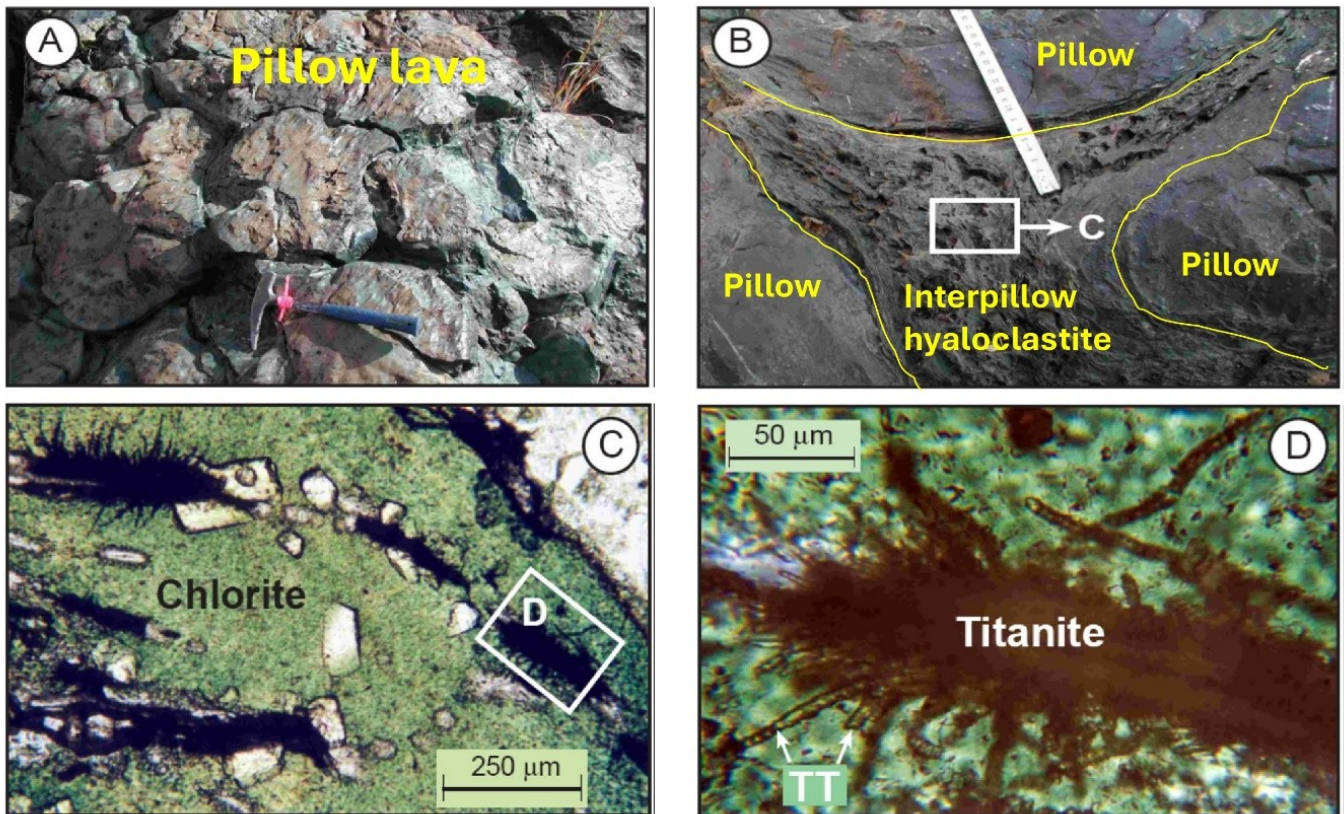 A
Pillow lava
B
Pillow
C
Pillow
Pillow
Interpillow
hyaloclastite
C
Chlorite
D
250 μm
50 μm
D
Titanite
TT